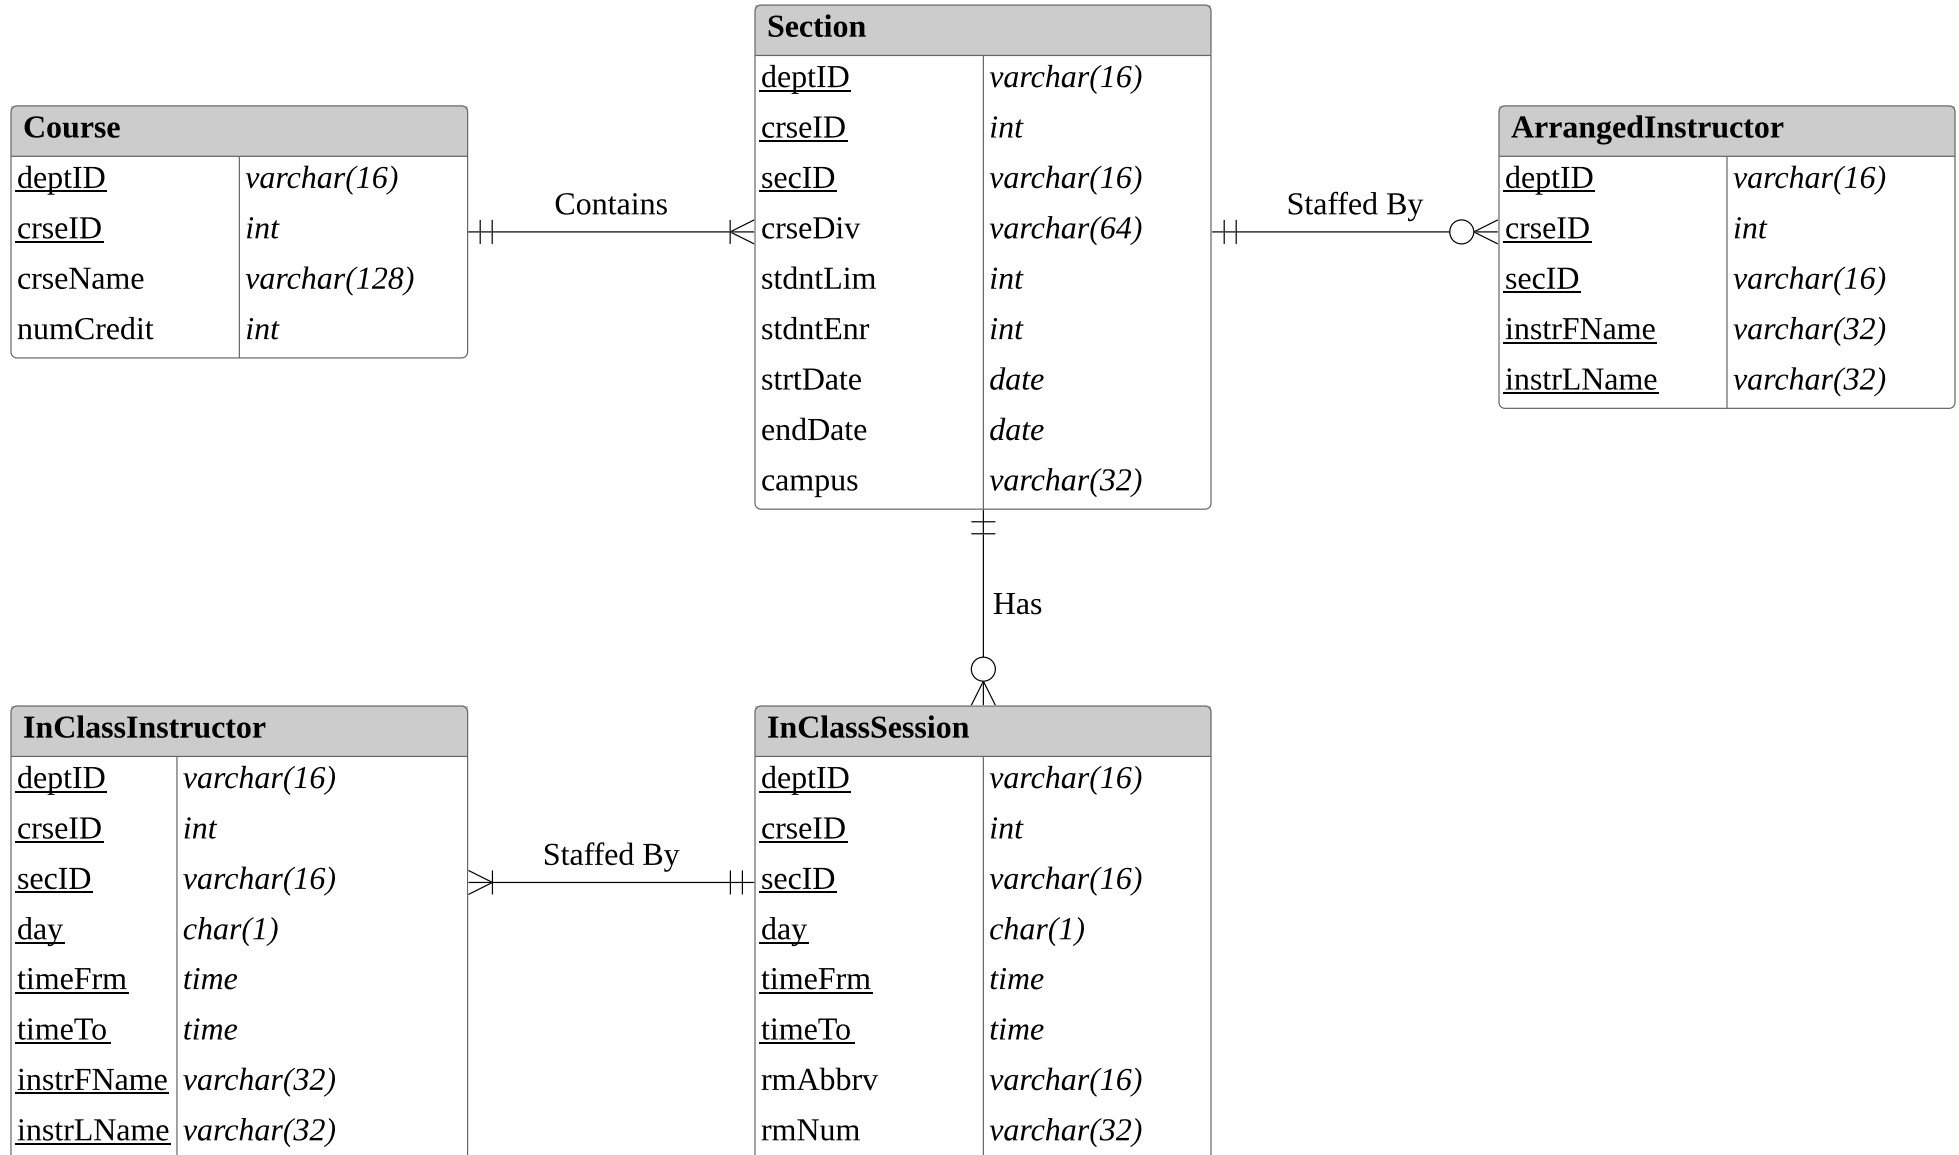 Section
deptID varchar(16)
crseID int
secID varchar(16)
crseDiv varchar(64)
stdntLim int
stdntEnr int
strtDate date
endDate date
campus varchar(32)
Course
deptID varchar(16)
crseID int
crseName varchar(128)
numCredit int
Contains
Staffed By
ArrangedInstructor
deptID varchar(16)
crseID int
secID varchar(16)
instrFName varchar(32)
instrLName varchar(32)
Has
InClassInstructor
deptID varchar(16)
crseID int
secID varchar(16)
day char(1)
timeFrm time
timeTo time
instrFName varchar(32)
instrLName varchar(32)
Staffed By
InClassSession
deptID varchar(16)
crseID int
secID varchar(16)
day char(1)
timeFrm time
timeTo time
rmAbbrv varchar(16)
rmNum varchar(32)